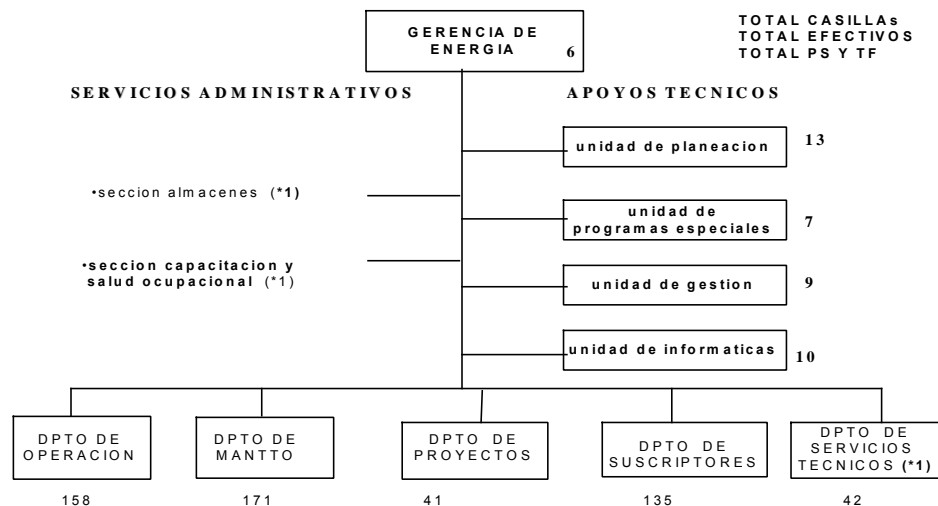 GERENCIA DE
ENERGIA
6
TOTAL CASILLAs
TOTAL EFECTIVOS
TOTAL PS Y TF
SERVICIOS ADMINISTRATIVOS
APOYOS TECNICOS
unidad de planeacion
13
•seccion almacenes (*1)
unidad de
programas especiales
7
•seccion capacitacion y
salud ocupacional (*1)
unidad de gestion
9
unidad de informaticas
10
DPTO DE
OPERACION
DPTO DE
MANTTO
DPTO DE
PROYECTOS
DPTO DE
SUSCRIPTORES
DPTO DE
SERVICIOS
TECNICOS (*1)
158
171
41
135
42